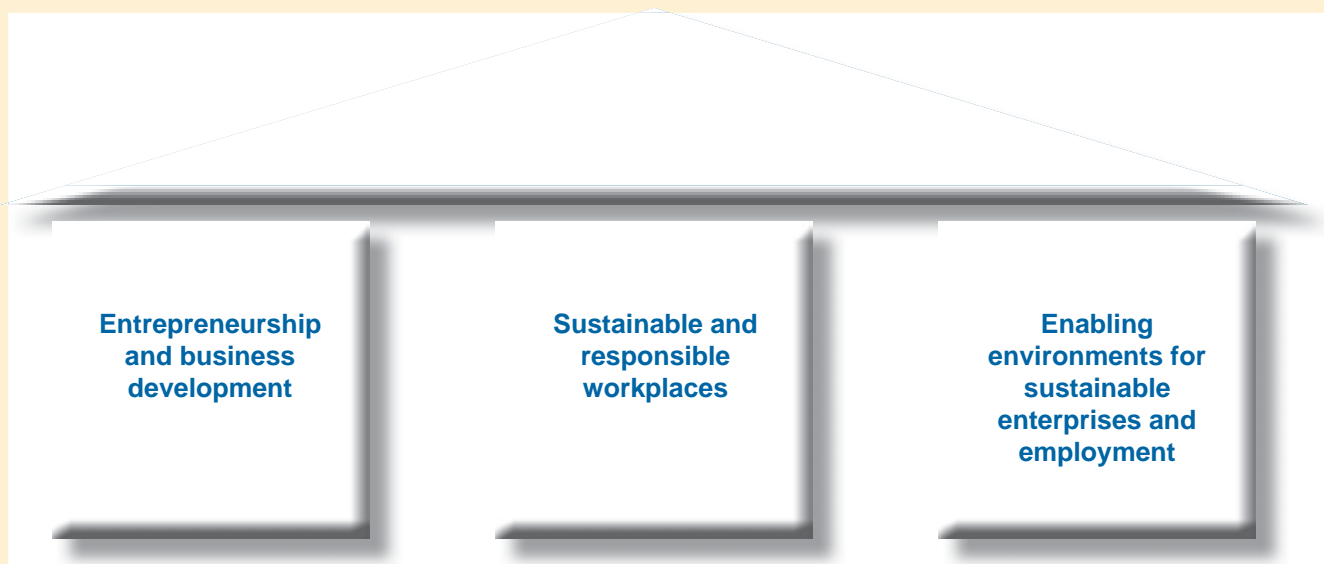 Entrepreneurship
and business
development
Sustainable and
responsible
workplaces
Enabling
environments for
sustainable
enterprises and
employment